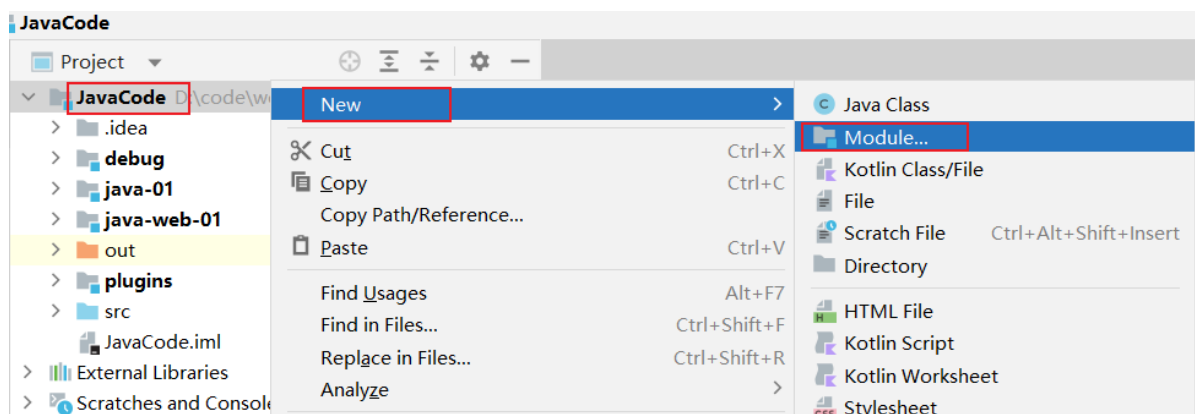 JavaCode
Project
JavaCode D:\code\we
.idea
debug
java-01
java-web-01
out
plugins
src
JavaCode.iml
External Libraries
Scratches and Console
New
Cut Ctrl+X
Copy Ctrl+C
Copy Path/Reference...
Paste Ctrl+V
Find Usages Alt+F7
Find in Files... Ctrl+Shift+F
Replace in Files... Ctrl+Shift+R
Analyze
Java Class
Module...
Kotlin Class/File
File
Scratch File Ctrl+Alt+Shift+Insert
Directory
HTML File
Kotlin Script
Kotlin Worksheet
Stylesheet